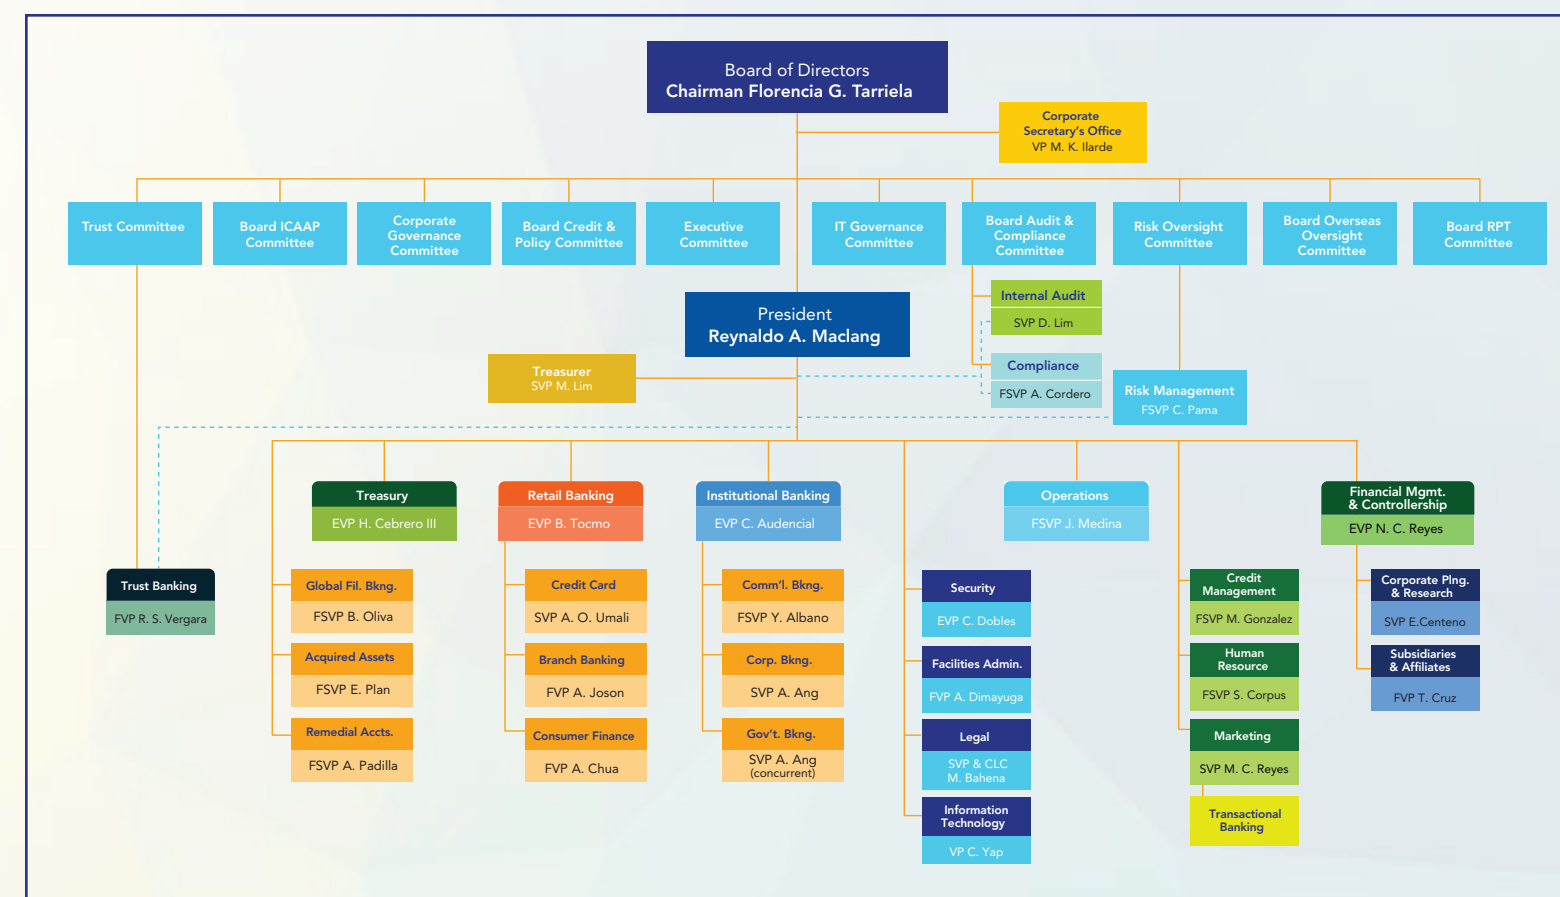 Board of Directors
Chairman Florencia G. Tarriela
Corporate
Secretary's Office
VP M. K. Ilarde
Trust Committee
Board ICAAP
Committee
Corporate
Governance
Committee
Board Credit &
Policy Committee
Executive
Committee
IT Governance
Committee
Board Audit &
Compliance
Committee
Risk Oversight
Committee
Board Overseas
Oversight
Committee
Board RPT
Committee
Internal Audit
SVP D. Lim
President
Reynaldo A. Maclang
Treasurer
SVP M. Lim
Compliance
FSVP A. Cordero
Risk Management
FSVP C. Pama
Treasury
EVP H. Cebrero III
Retail Banking
EVP B. Tocmo
Institutional Banking
EVP C. Audencial
Operations
FSVP J. Medina
Financial Mgmt.
& Controllership
EVP N. C. Reyes
Trust Banking
FVP R. S. Vergara
Global Fil. Bkng.
FSVP B. Oliva
Acquired Assets
FSVP E. Plan
Remedial Accts.
FSVP A. Padilla
Credit Card
SVP A. O. Umali
Branch Banking
FVP A. Joson
Consumer Finance
FVP A. Chua
Comm'l. Bkng.
FSVP Y. Albano
Corp. Bkng.
SVP A. Ang
Gov't. Bkng.
SVP A. Ang
(concurrent)
Security
EVP C. Dobles
Facilities Admin.
FVP A. Dimayuga
Legal
SVP & CLC
M. Bahena
Information
Technology
VP C. Yap
Credit
Management
FSVP M. Gonzalez
Human
Resource
FSVP S. Corpus
Marketing
SVP M. C. Reyes
Transactional
Banking
Corporate Plng.
& Research
SVP E.Centeno
Subsidiaries
& Affiliates
FVP T. Cruz